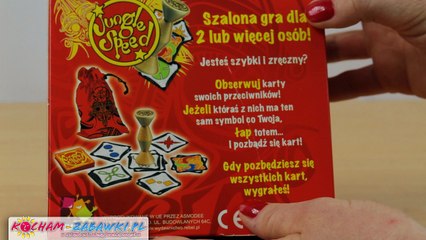 Jungle Speed
Szalona gra dla
2 lub więcej osób!
Jesteś szybki i zręczny?
Obserwuj karty
swoich przeciwników!
Jeżeli któraś z nich ma ten
sam symbol co Twoja,
łap totem...
i pozbądź się kart!
Gdy pozbędziesz się
wszystkich kart,
wygrałeś!
CE
KOCHAM-ZABAWKI.PL